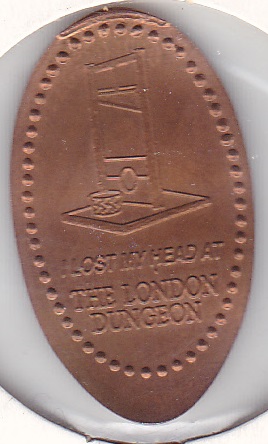 I LOST MY HEAD AT
THE LONDON
DUNGEON